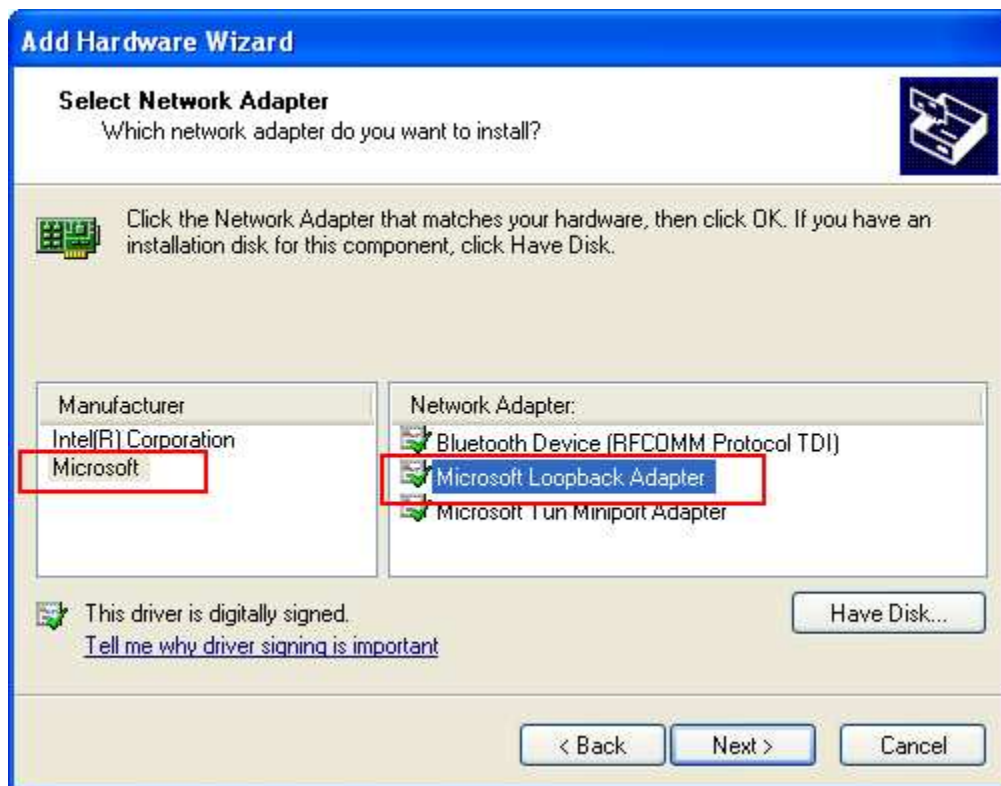 Add Hardware Wizard
Select Network Adapter
Which network adapter do you want to install?
Click the Network Adapter that matches your hardware, then click OK. If you have an
installation disk for this component, click Have Disk.
Manufacturer
Intel(R) Corporation
Microsoft
Network Adapter:
Bluetooth Device (RFCOMM Protocol TDI)
Microsoft Loopback Adapter
Microsoft Tun Miniport Adapter
This driver is digitally signed.
Tell me why driver signing is important
Have Disk...
< Back
Next >
Cancel